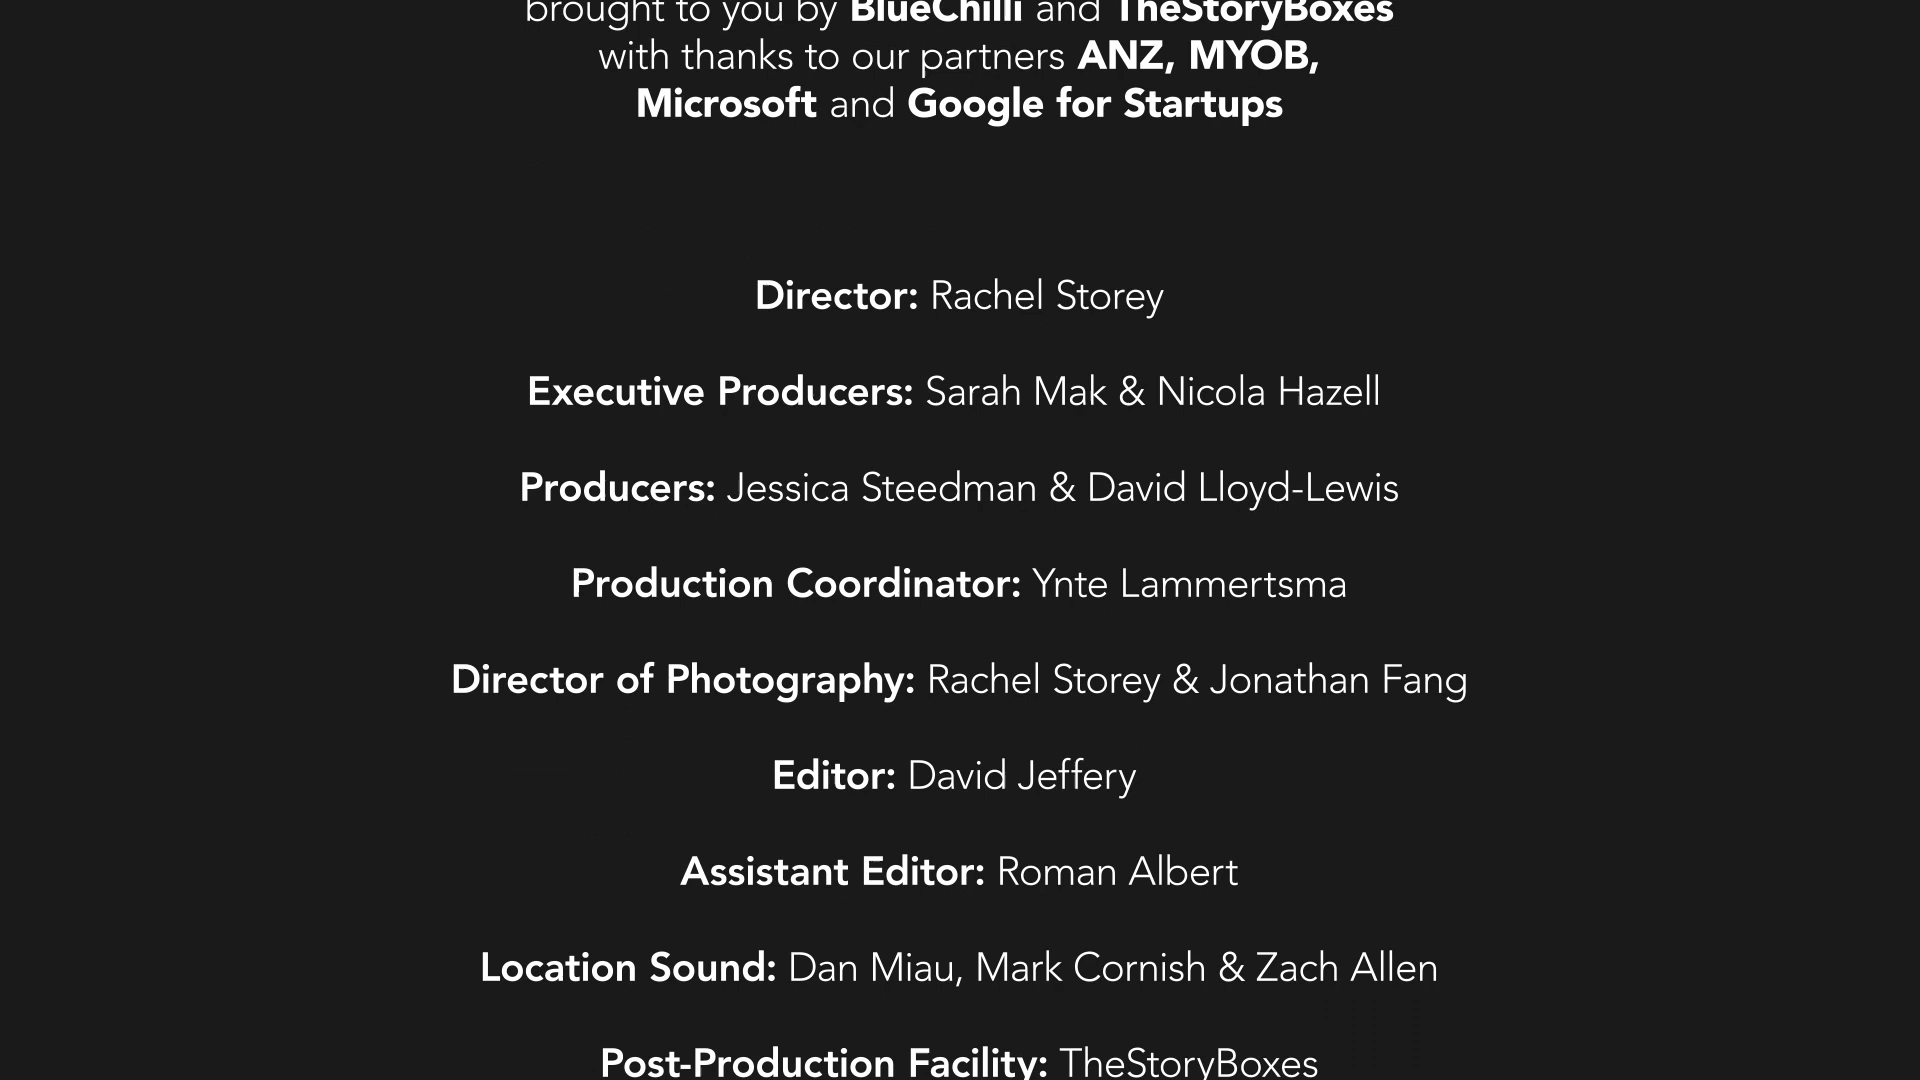 brought to you by BlueChilli and TheStoryBoxes
with thanks to our partners ANZ, MYOB,
Microsoft and Google for Startups
Director: Rachel Storey
Executive Producers: Sarah Mak & Nicola Hazell
Producers: Jessica Steedman & David Lloyd-Lewis
Production Coordinator: Ynte Lammertsma
Director of Photography: Rachel Storey & Jonathan Fang
Editor: David Jeffery
Assistant Editor: Roman Albert
Location Sound: Dan Miau, Mark Cornish & Zach Allen
Post-Production Facility: TheStoryBoxes